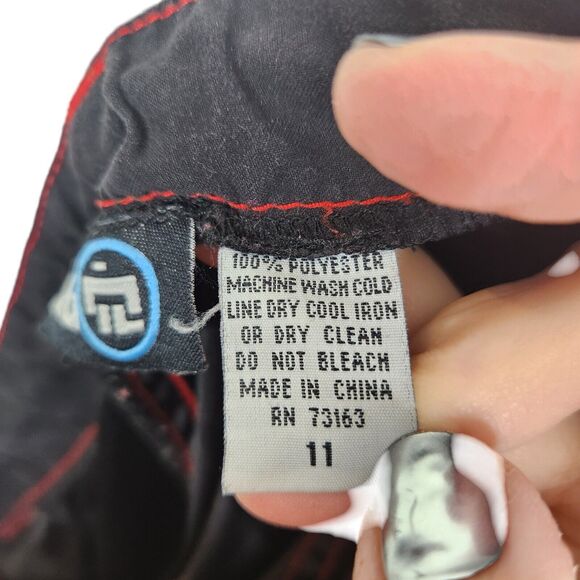 100% POLYESTER
MACHINE WASH COLD
LINE DRY COOL IRON
OR DRY CLEAN
DO NOT BLEACH
MADE IN CHINA
RN 73163
11